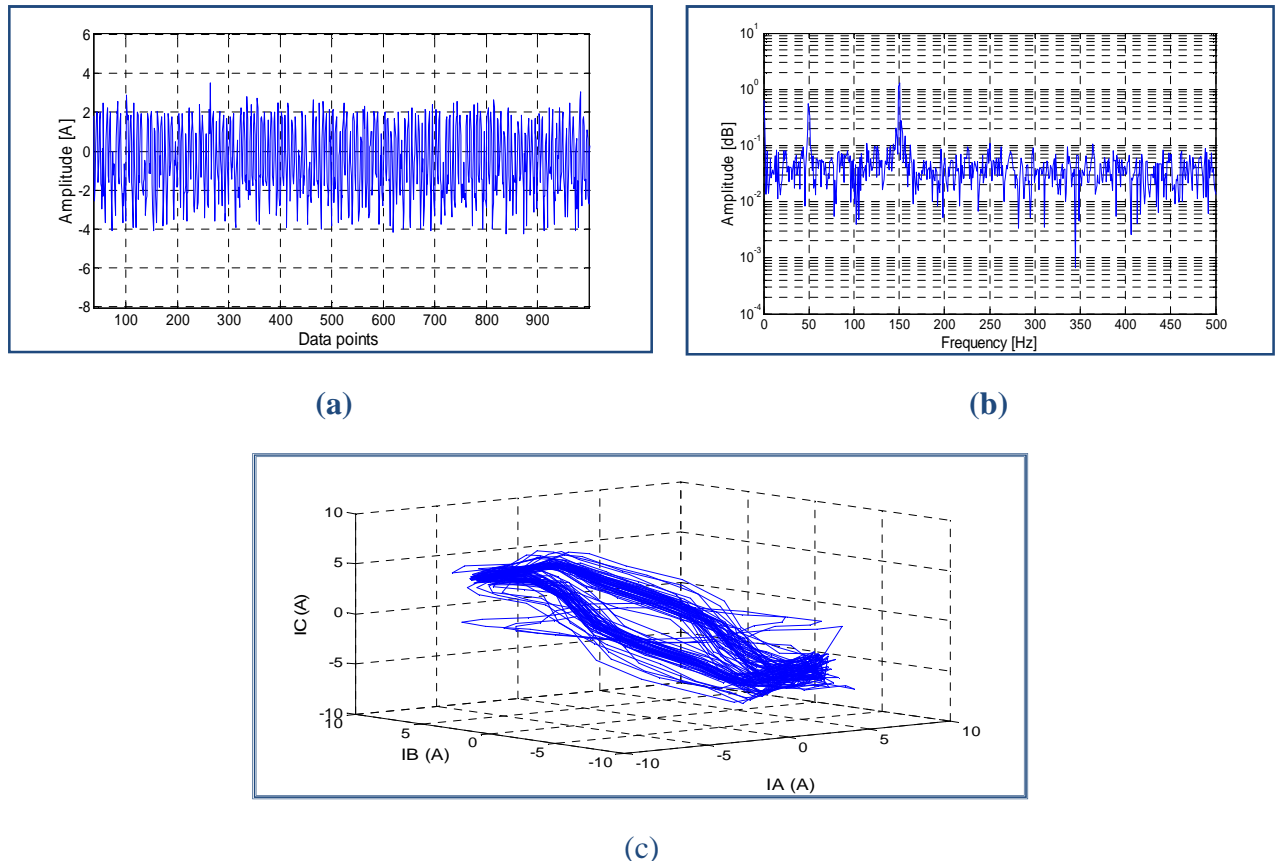 6
4
2
0
-2
-4
-6
-8
Amplitude [A]
100 200 300 400 500 600 700 800 900
Data points
(a)
10^1
10^0
10^-1
10^-2
10^-3
10^-4
Amplitude [dB]
0 50 100 150 200 250 300 350 400 450 500
Frequency [Hz]
(b)
10
5
0
-5
-10
IC (A)
10
5
0
-5
-10
IB (A)
-10
-5
0
5
10
IA (A)
(c)